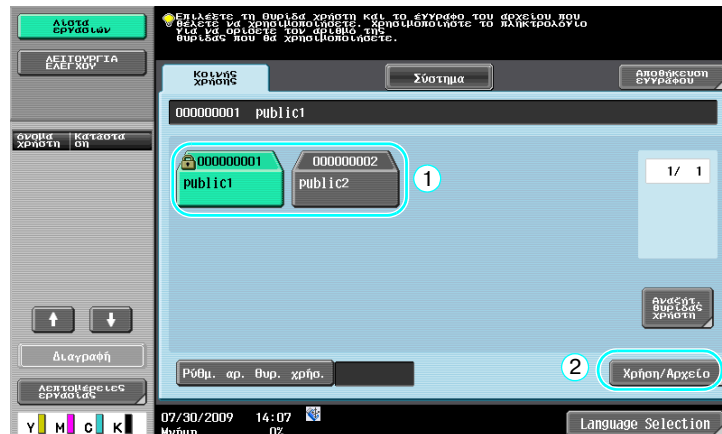 Λίστα
εργασιών
ΛΕΙΤΟΥΡΓΙΑ
ΕΛΕΓΧΟΥ
Επιλέξτε τη θυρίδα χρήστη και το έγγραφο του αρχείου που
θέλετε να χρησιμοποιήσετε. Χρησιμοποιήστε το πληκτρολόγιο
για να ορίσετε τον αριθμό της
θυρίδας που θα χρησιμοποιήσετε.
Κοινής
χρήσης
Σύστημα
Αποθήκευση
εγγράφου
000000001 public1
όνομα
χρήστη
Κατάστα
ση
000000001
public1
000000002
public2
1
1/ 1
Αναζήτ.
θυρίδας
χρήστη
Διαγραφή
Λεπτομέρειες
εργασίας
Ρύθμ. αρ. θυρ. χρήσ.
2
Χρήση/Αρχείο
Y M C K
07/30/2009 14:07
Μνήμη 0%
Language Selection